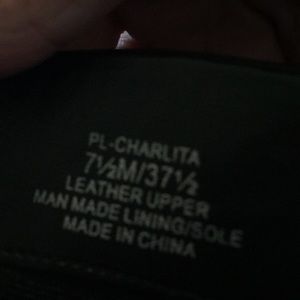 PL-CHARLITA
7½M/37½
LEATHER UPPER
MAN MADE LINING/SOLE
MADE IN CHINA